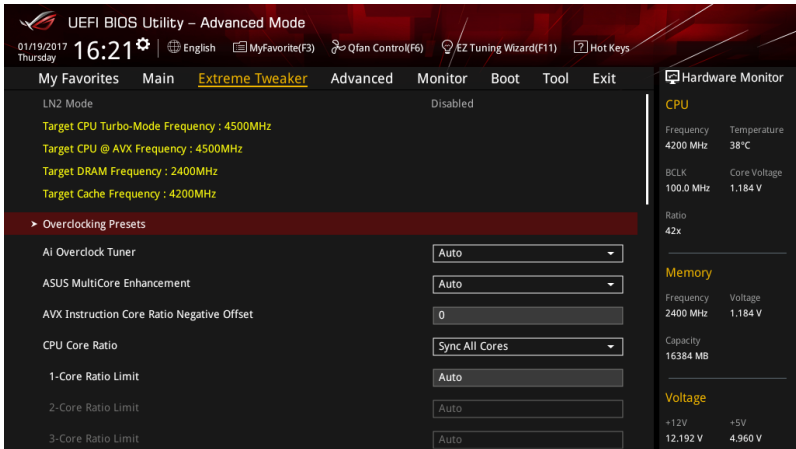 UEFI BIOS Utility – Advanced Mode
01/19/2017 Thursday 16:21 English MyFavorite(F3) Qfan Control(F6) EZ Tuning Wizard(F11) ? Hot Keys
My Favorites Main Extreme Tweaker Advanced Monitor Boot Tool Exit
LN2 Mode Disabled
Target CPU Turbo-Mode Frequency : 4500MHz
Target CPU @ AVX Frequency : 4500MHz
Target DRAM Frequency : 2400MHz
Target Cache Frequency : 4200MHz
Overclocking Presets
Ai Overclock Tuner Auto
ASUS MultiCore Enhancement Auto
AVX Instruction Core Ratio Negative Offset 0
CPU Core Ratio Sync All Cores
1-Core Ratio Limit Auto
2-Core Ratio Limit Auto
3-Core Ratio Limit Auto
Hardware Monitor
CPU
Frequency Temperature
4200 MHz 38°C
BCLK Core Voltage
100.0 MHz 1.184 V
Ratio
42x
Memory
Frequency Voltage
2400 MHz 1.184 V
Capacity
16384 MB
Voltage
+12V +5V
12.192 V 4.960 V